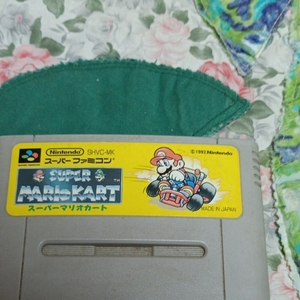 Nintendo
SHVC-MK
スーパーファミコン
SUPER
MARIO KART
スーパーマリオカート
©1992 Nintendo
MADE IN JAPAN